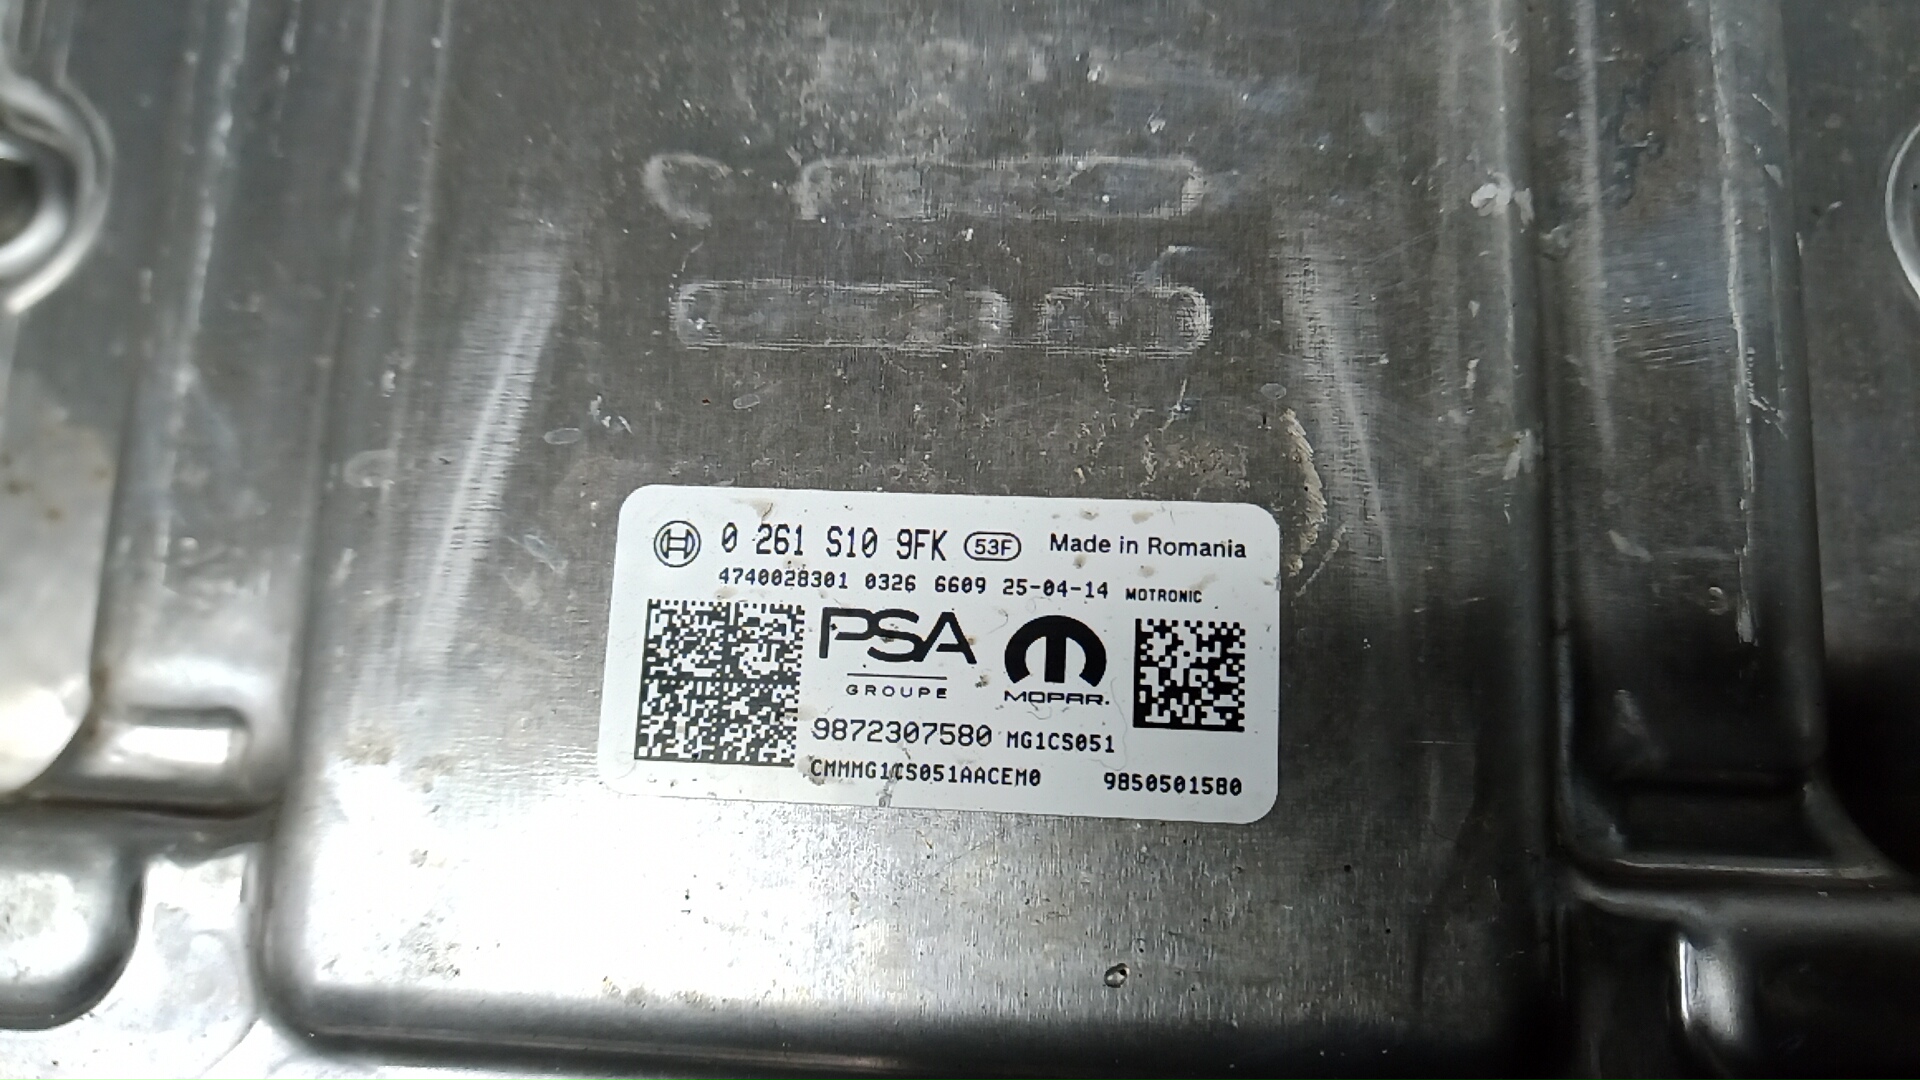 0 261 S10 9FK 53F Made in Romania
4740028301 0326 6609 25-04-14 MOTRONIC
PSA
GROUPE
MOPAR.
9872307580 MG1CS051
CMMMG1CS051AACEM0 9850501580